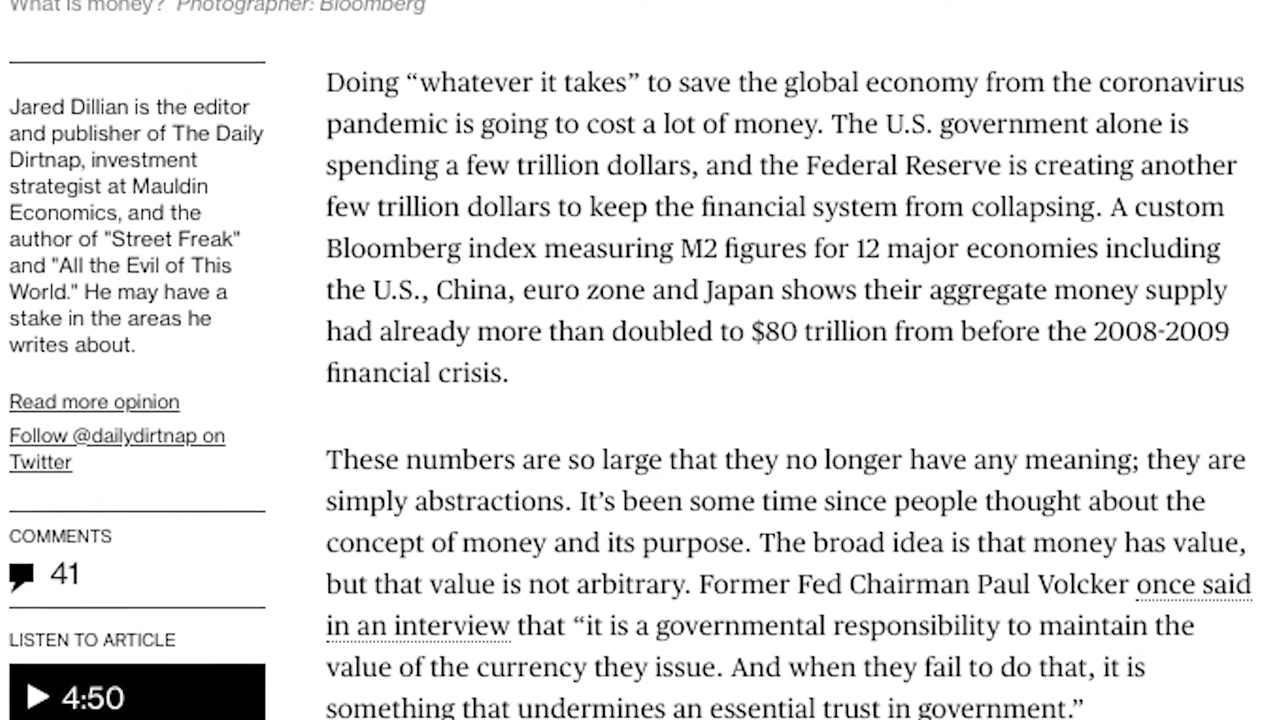 What is money? Photographer: Bloomberg
Jared Dillian is the editor
and publisher of The Daily
Dirtnap, investment
strategist at Mauldin
Economics, and the
author of "Street Freak"
and "All the Evil of This
World." He may have a
stake in the areas he
writes about.
Read more opinion
Follow @dailydirtnap on
Twitter
COMMENTS
41
LISTEN TO ARTICLE
4:50
Doing “whatever it takes” to save the global economy from the coronavirus
pandemic is going to cost a lot of money. The U.S. government alone is
spending a few trillion dollars, and the Federal Reserve is creating another
few trillion dollars to keep the financial system from collapsing. A custom
Bloomberg index measuring M2 figures for 12 major economies including
the U.S., China, euro zone and Japan shows their aggregate money supply
had already more than doubled to $80 trillion from before the 2008-2009
financial crisis.
These numbers are so large that they no longer have any meaning; they are
simply abstractions. It’s been some time since people thought about the
concept of money and its purpose. The broad idea is that money has value,
but that value is not arbitrary. Former Fed Chairman Paul Volcker once said
in an interview that “it is a governmental responsibility to maintain the
value of the currency they issue. And when they fail to do that, it is
something that undermines an essential trust in government.”